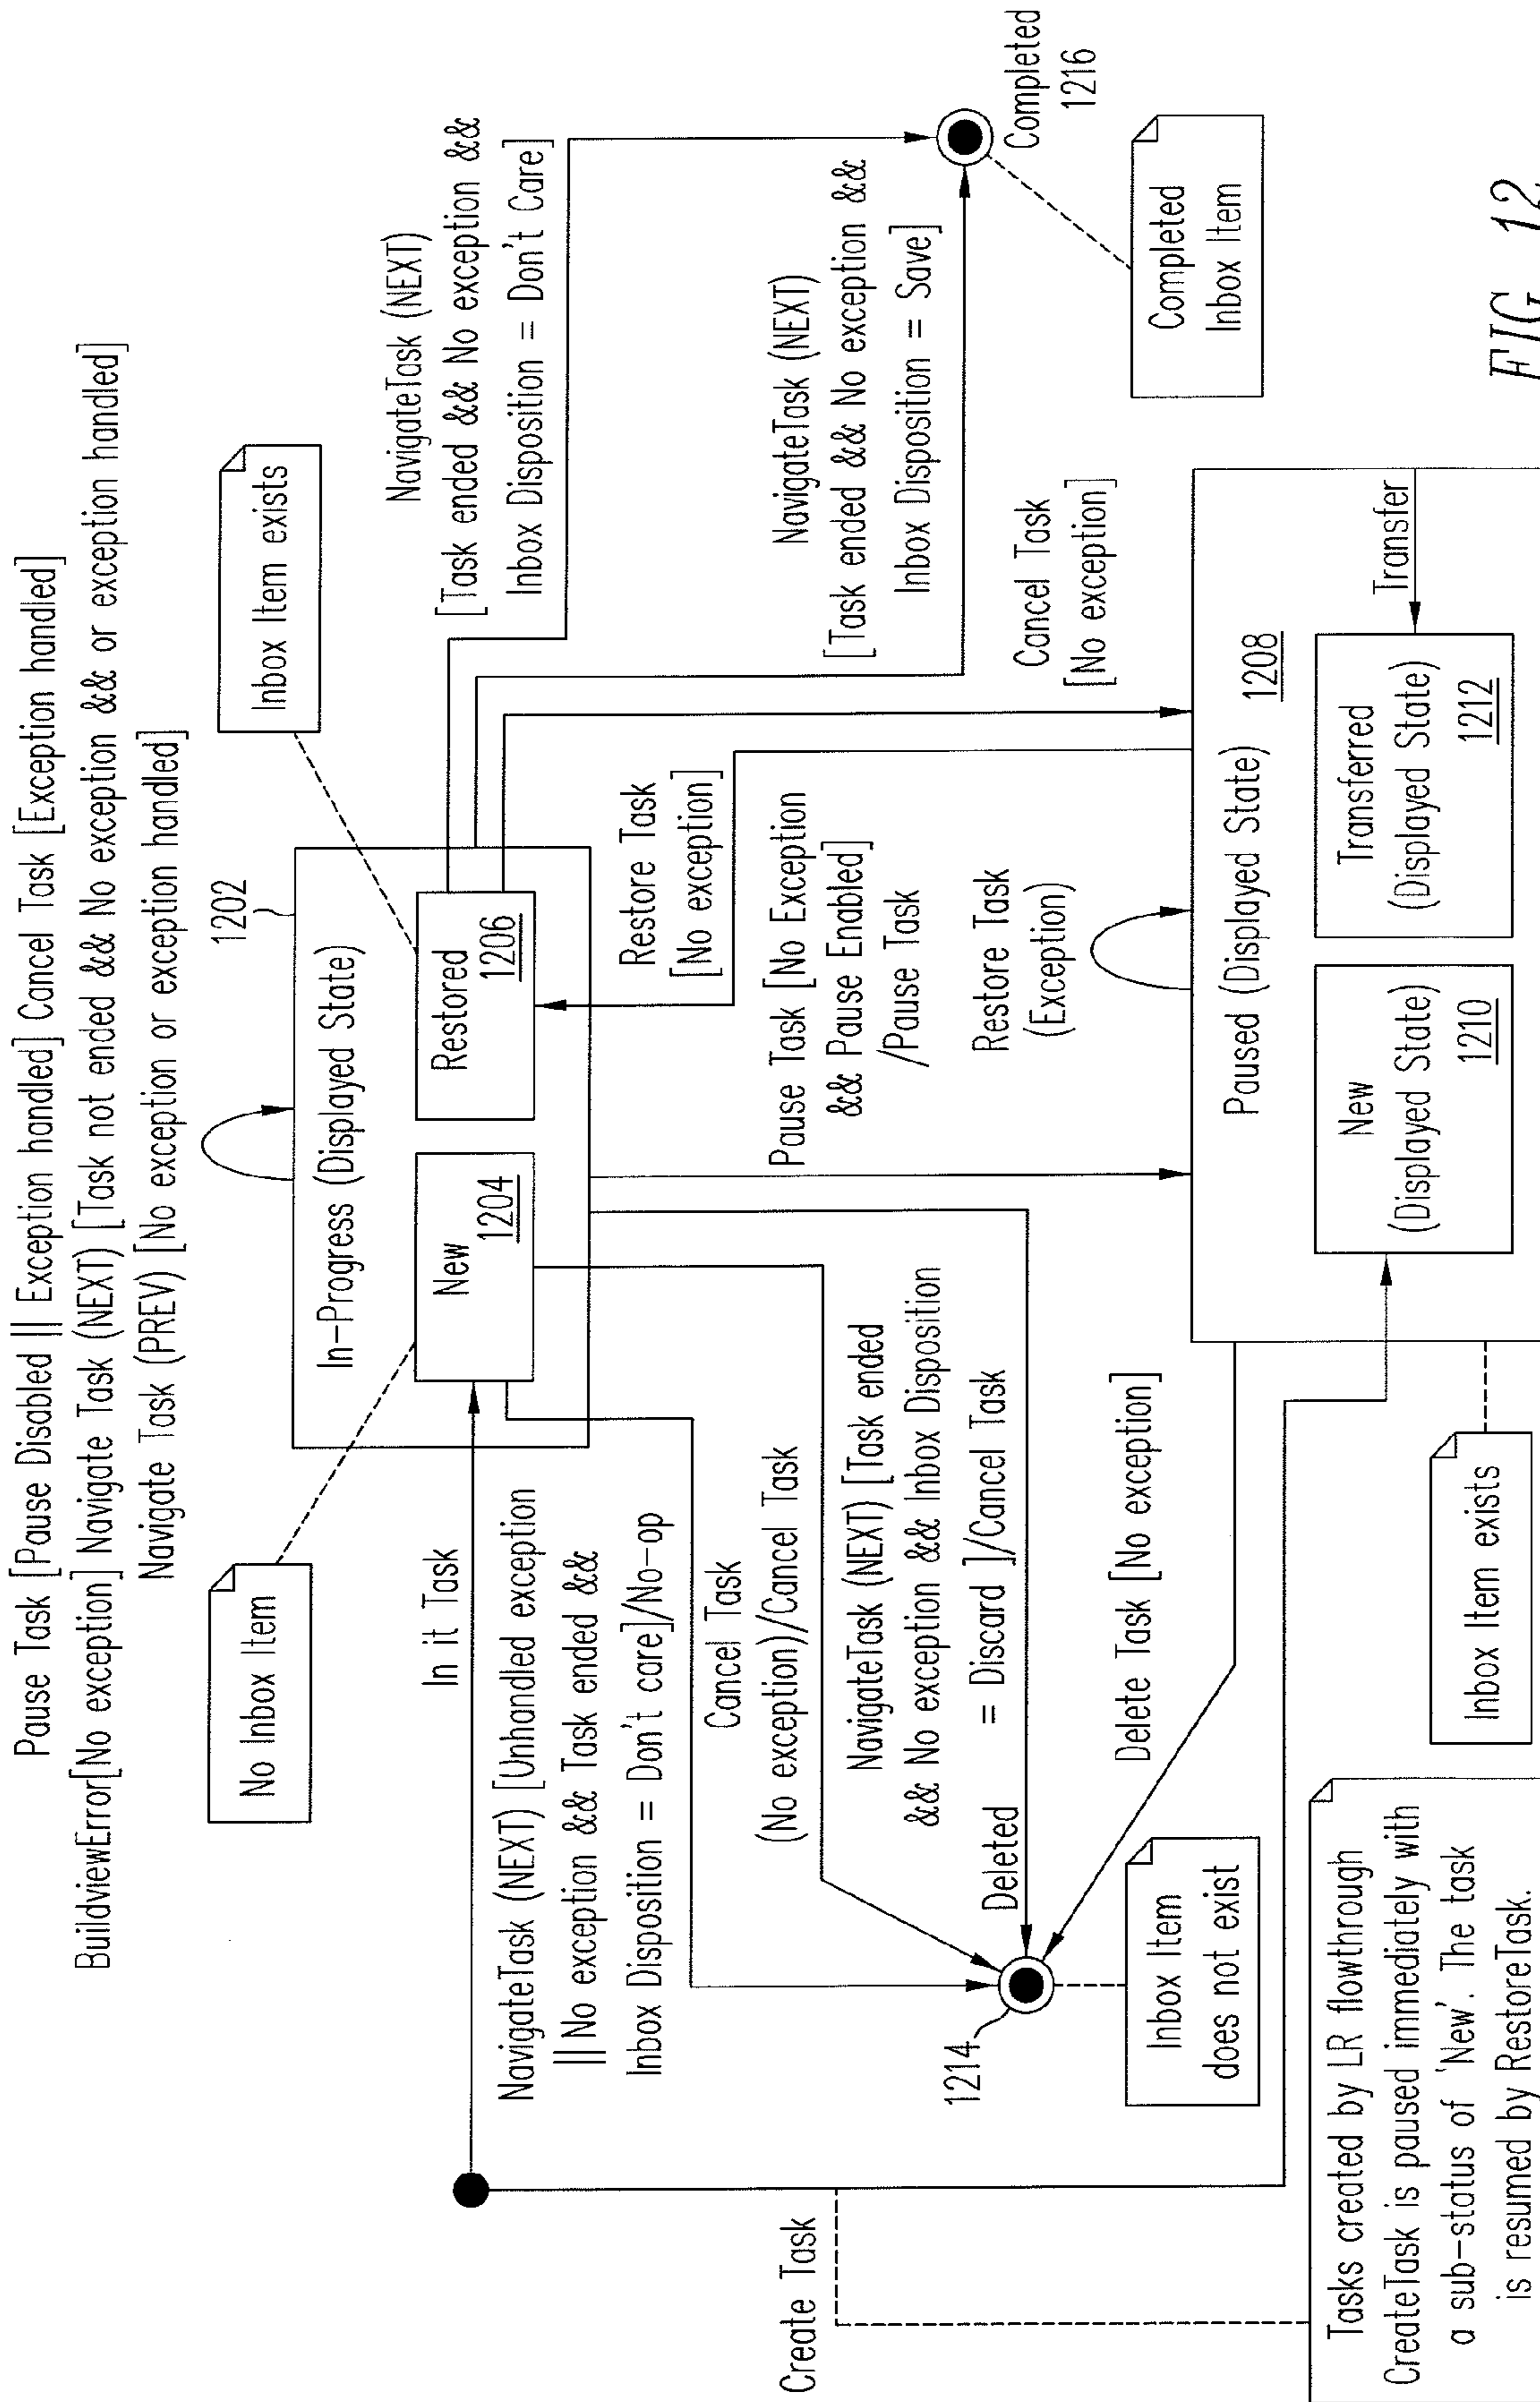 Pause Task [Pause Disabled || Exception handled] Cancel Task [Exception handled]
BuildviewError[No exception] Navigate Task (NEXT) [Task not ended && No exception && or exception handled]
Navigate Task (PREV) [No exception or exception handled]
No Inbox Item
1202
Inbox Item exists
In-Progress (Displayed State)
In it Task
New
1204
Restored
1206
NavigateTask (NEXT)
[Task ended && No exception &&
Inbox Disposition = Don't Care]
NavigateTask (NEXT) [Unhandled exception
|| No exception && Task ended &&
Inbox Disposition = Don't care]/No-op
Restore Task
[No exception]
Cancel Task
(No exception)/Cancel Task
Pause Task [No Exception
&& Pause Enabled]
/Pause Task
NavigateTask (NEXT)
[Task ended && No exception &&
Inbox Disposition = Save]
Completed
1216
Create Task
NavigateTask (NEXT) [Task ended
&& No exception && Inbox Disposition
= Discard ]/Cancel Task
Restore Task
(Exception)
Cancel Task
[No exception]
Completed
Inbox Item
1214
Deleted
Delete Task [No exception]
Inbox Item
does not exist
Paused (Displayed State)
1208
New
(Displayed State)
1210
Transferred
(Displayed State)
1212
Transfer
Tasks created by LR flowthrough
CreateTask is paused immediately with
a sub-status of 'New'. The task
is resumed by RestoreTask.
Inbox Item exists
FIG. 12